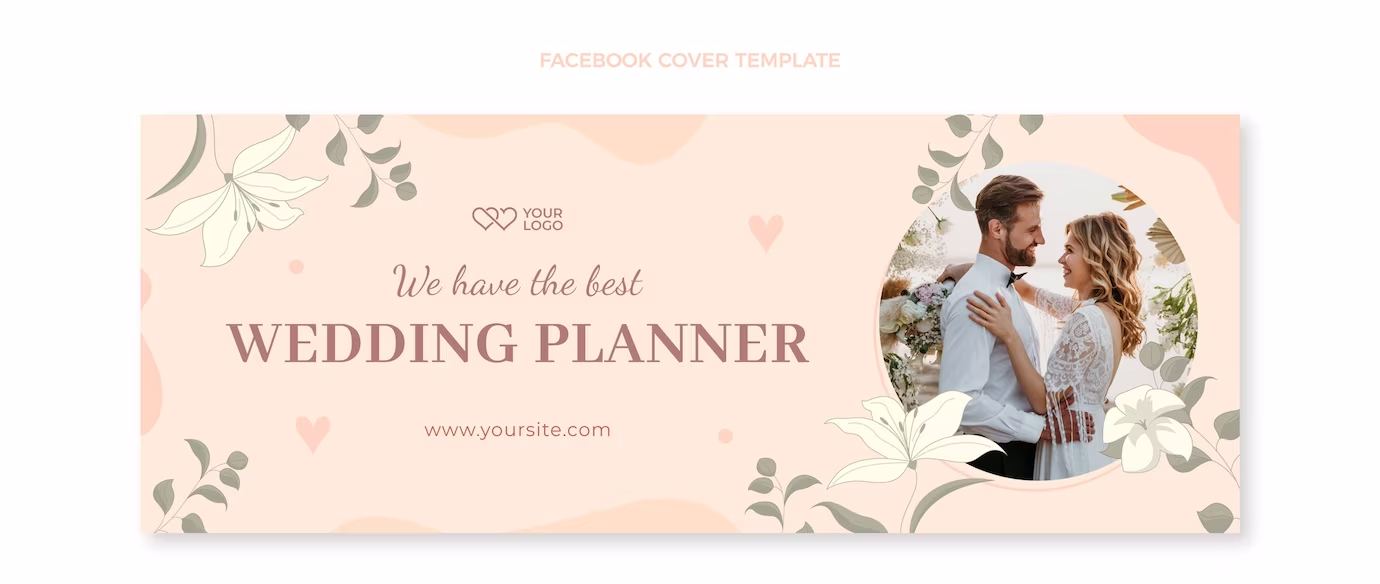 FACEBOOK COVER TEMPLATE
YOUR
LOGO
We have the best
WEDDING PLANNER
www.yoursite.com